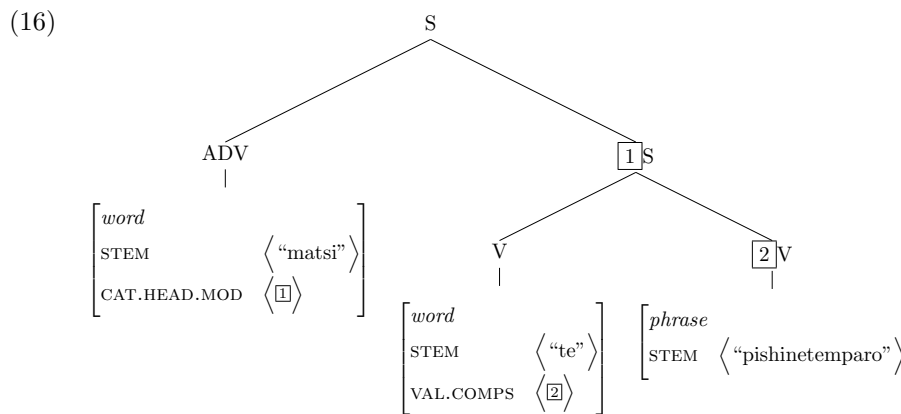 (16)
S
ADV
1 S
word
STEM ⟨ “matsi” ⟩
CAT.HEAD.MOD ⟨ 1 ⟩
V
2 V
word
STEM ⟨ “te” ⟩
VAL.COMPS ⟨ 2 ⟩
phrase
STEM ⟨ “pishinetemparo” ⟩